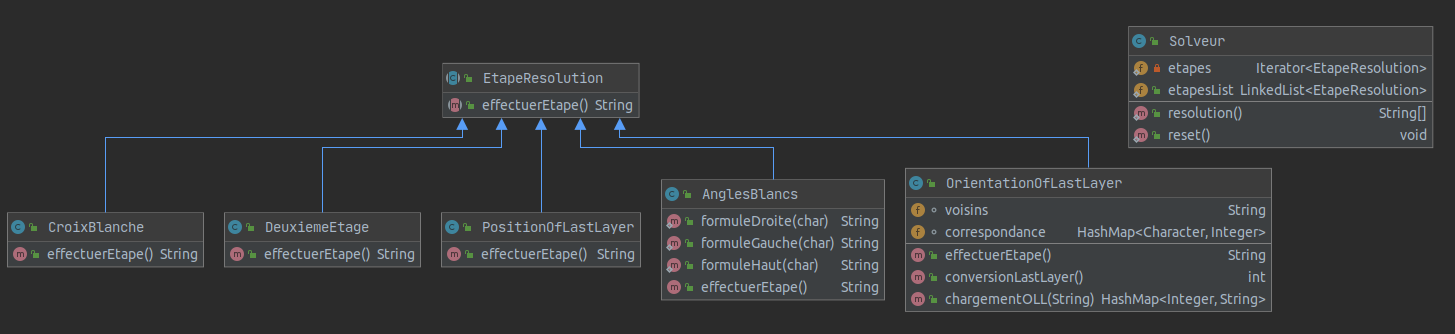 Solveur
etapes Iterator<EtapeResolution>
etapesList LinkedList<EtapeResolution>
resolution() String[]
reset() void
EtapeResolution
effectuerEtape() String
CroixBlanche
effectuerEtape() String
DeuxiemeEtage
effectuerEtape() String
PositionOfLastLayer
effectuerEtape() String
AnglesBlancs
formuleDroite(char) String
formuleGauche(char) String
formuleHaut(char) String
effectuerEtape() String
OrientationOfLastLayer
voisins String
correspondance HashMap<Character, Integer>
effectuerEtape() String
conversionLastLayer() int
chargementOLL(String) HashMap<Integer, String>